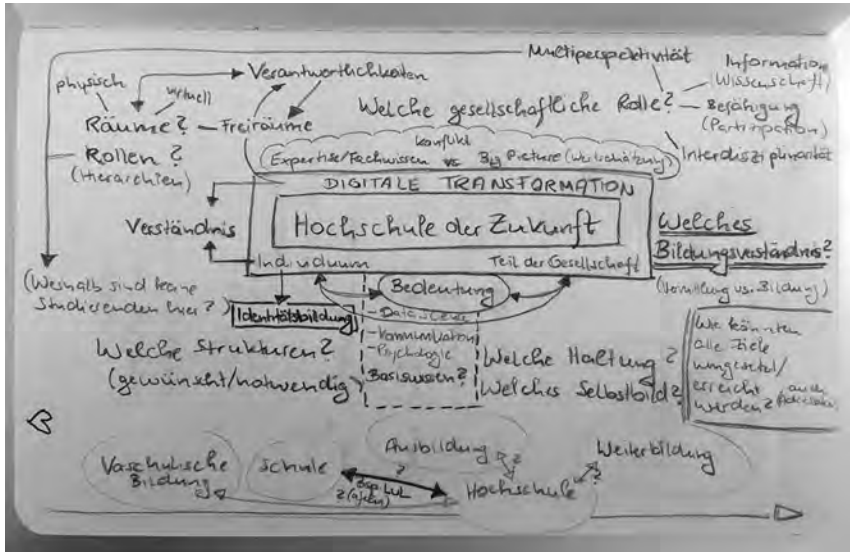 Multiperspektivität
physisch
virtuell
Verantwortlichkeiten
Information
(Wissenschaft)
Räume? – Freiräume
Welche gesellschaftliche Rolle? – Befähigung
(Partizipation)
Rollen?
(Hierarchien)
Konflikt
(Expertise/Fachwissen vs Big Picture (Wertschätzung)
Interdisziplinarität
DIGITALE TRANSFORMATION
Verständnis
Hochschule der Zukunft
Welches
Bildungsverständnis?
Individuum
Teil der Gesellschaft
(Vermittlung vs. Bildung)
(Weshalb sind keine
Studierenden hier?)
Bedeutung
Identitätsbildung
– Data
– Kommunikation
– Psychologie
Basiswissen?
Welche Strukturen?
(gewünscht/notwendig)
Welche Haltung?
Welches Selbstbild?
Wie könnten
alle Ziele
umgesetzt/
erreicht
werden?
Ausbildung
Weiterbildung
Vorschulische
Bildung
Schule
?
?
?
bsp. LuL
Hochschule